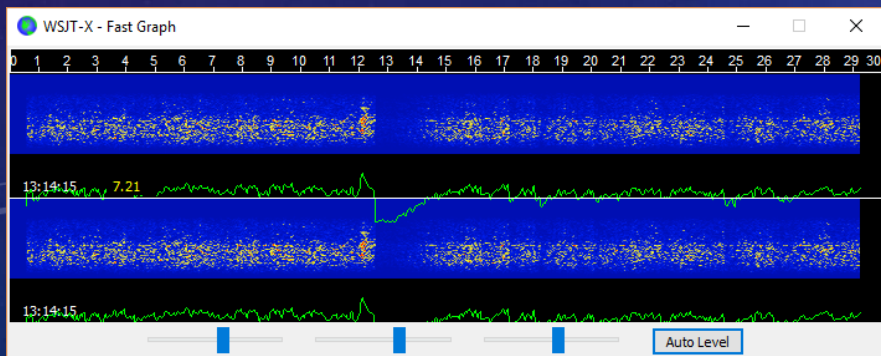 WSJT-X - Fast Graph
0 1 2 3 4 5 6 7 8 9 10 11 12 13 14 15 16 17 18 19 20 21 22 23 24 25 26 27 28 29 30
13:14:15 7.21
13:14:15
Auto Level